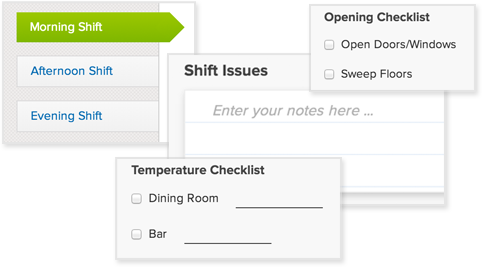 Morning Shift
Afternoon Shift
Evening Shift
Opening Checklist
Open Doors/Windows
Sweep Floors
Shift Issues
Enter your notes here ...
Temperature Checklist
Dining Room
Bar